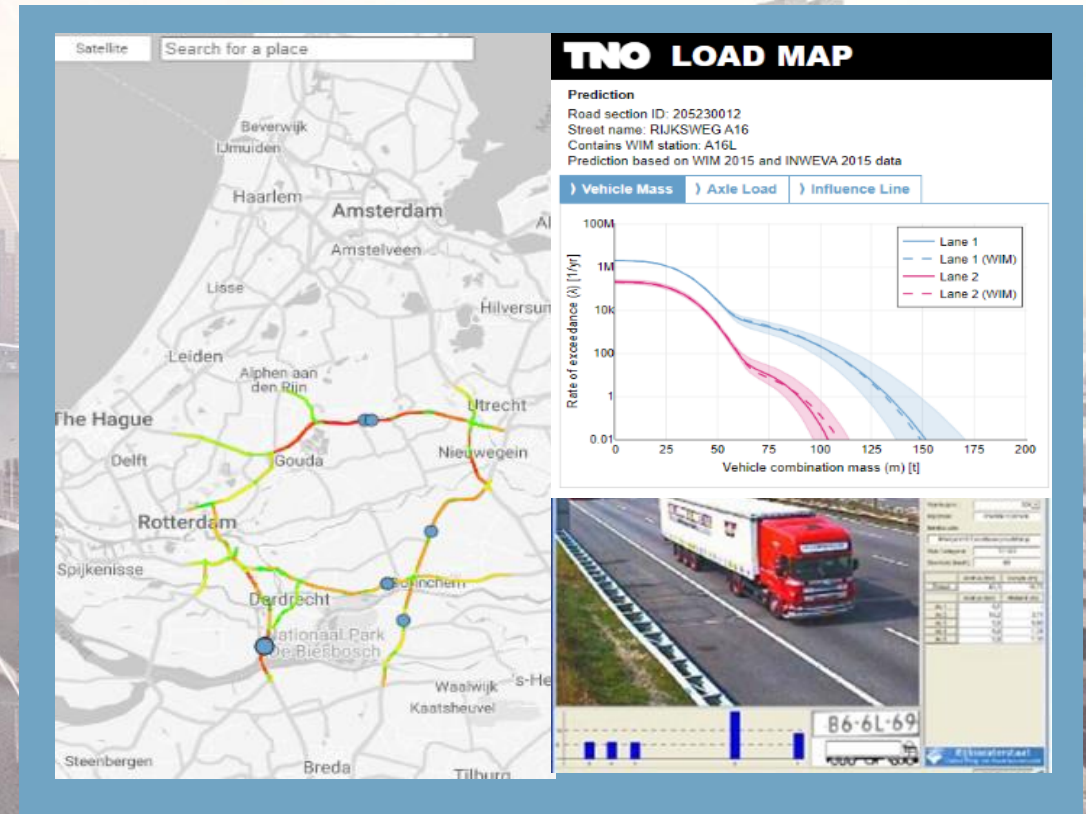 Satellite
Search for a place
Beverwijk
IJmuiden
Haarlem
Amsterdam
Amstelveen
Lisse
Hilversum
Leiden
Alphen aan
den Rijn
Utrecht
The Hague
Nieuwegein
Delft
Gouda
Rotterdam
Spijkenisse
Dordrecht
Nationaal Park
De Biesbosch
Waalwijk
's-He
Kaatsheuvel
Steenbergen
Breda
Tilburg
TNO LOAD MAP
Prediction
Road section ID: 205230012
Street name: RIJKSWEG A16
Contains WIM station: A16L
Prediction based on WIM 2015 and INWEVA 2015 data
⟩ Vehicle Mass ⟩ Axle Load ⟩ Influence Line
Rate of exceedance (λ) [1/yr]
100M
1M
10k
100
1
0.01
0 25 50 75 100 125 150 175 200
Vehicle combination mass (m) [t]
Lane 1
Lane 1 (WIM)
Lane 2
Lane 2 (WIM)
86-6L-69
Rijkswaterstaat